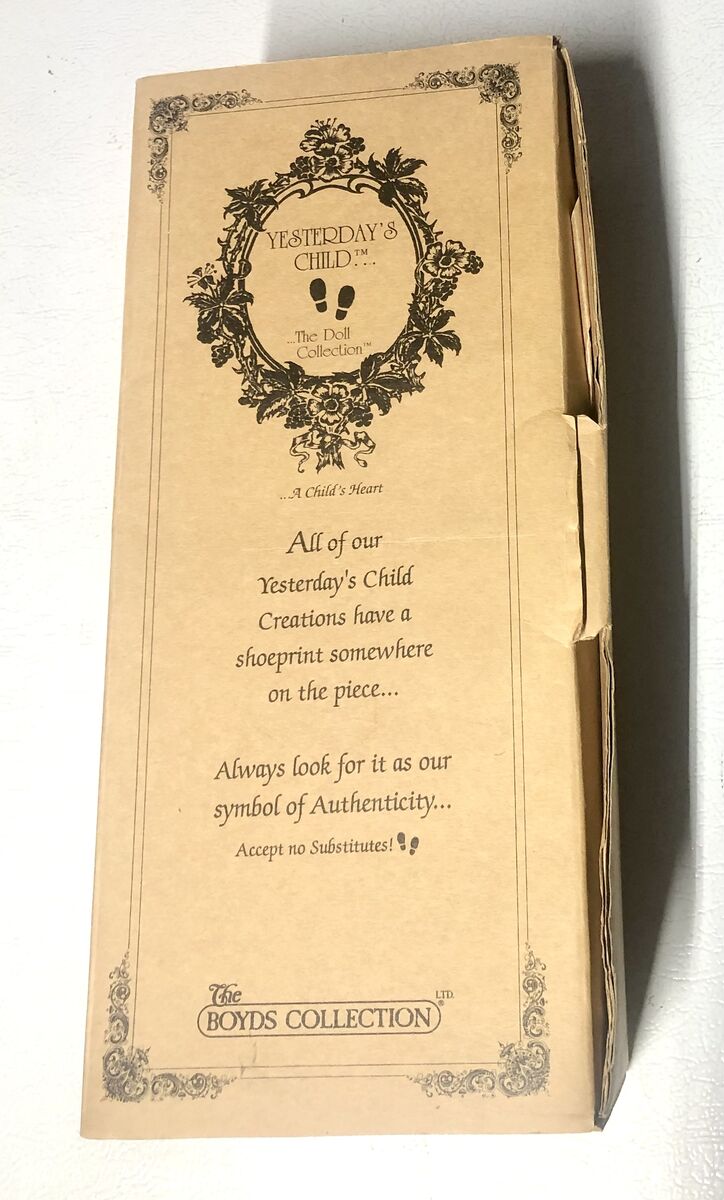 YESTERDAY'S
CHILD™...
...The Doll
Collection™
...A Child's Heart
All of our
Yesterday's Child
Creations have a
shoeprint somewhere
on the piece...
Always look for it as our
symbol of Authenticity...
Accept no Substitutes!
The
BOYDS COLLECTION LTD.®